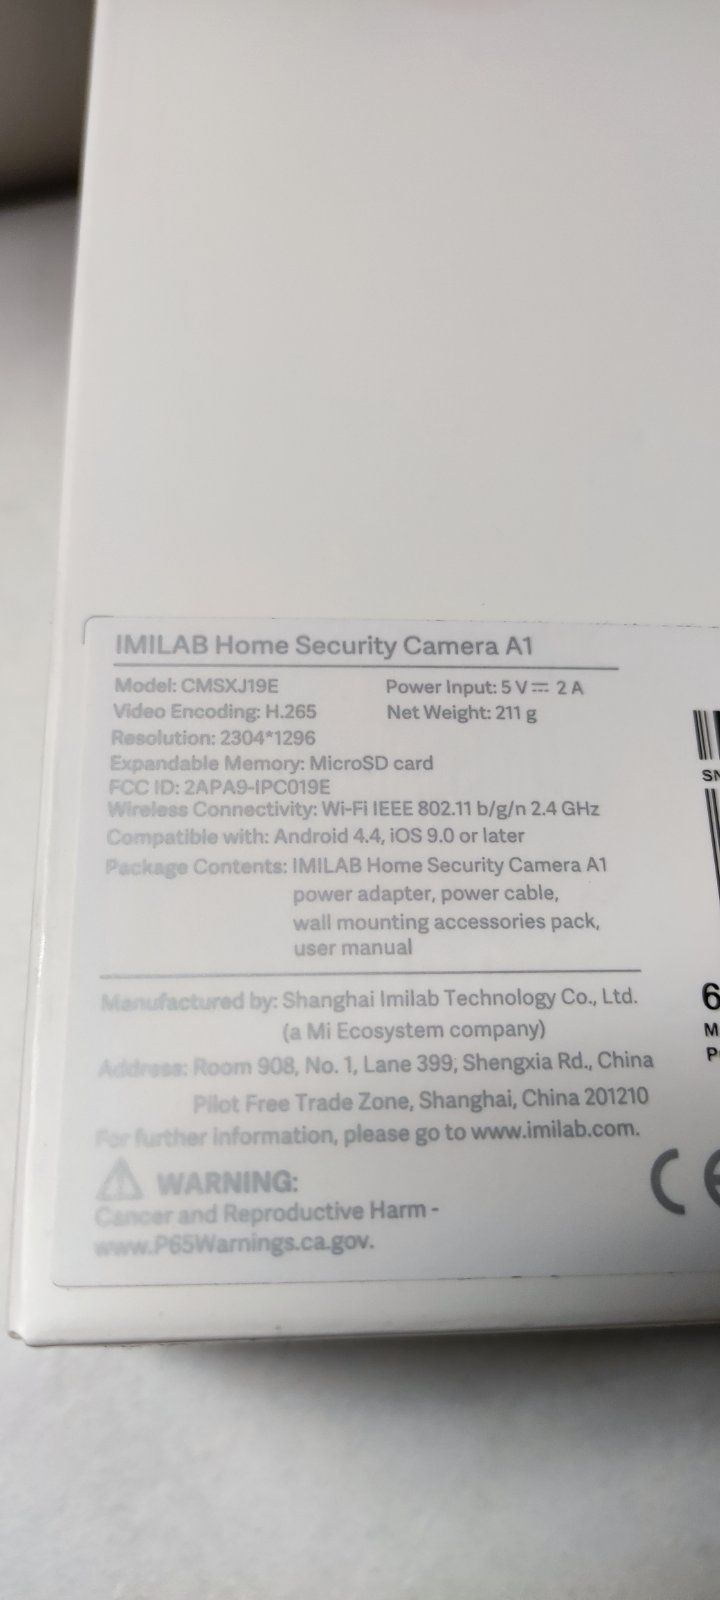 IMILAB Home Security Camera A1
Model: CMSXJ19E
Power Input: 5 V⎓ 2 A
Video Encoding: H.265
Net Weight: 211 g
Resolution: 2304*1296
Expandable Memory: MicroSD card
FCC ID: 2APA9-IPC019E
Wireless Connectivity: Wi-Fi IEEE 802.11 b/g/n 2.4 GHz
Compatible with: Android 4.4, iOS 9.0 or later
Package Contents: IMILAB Home Security Camera A1
power adapter, power cable,
wall mounting accessories pack,
user manual
Manufactured by: Shanghai Imilab Technology Co., Ltd.
(a Mi Ecosystem company)
Address: Room 908, No. 1, Lane 399, Shengxia Rd., China
Pilot Free Trade Zone, Shanghai, China 201210
For further information, please go to www.imilab.com.
WARNING:
Cancer and Reproductive Harm -
www.P65Warnings.ca.gov.
CE
SN
6
M
P